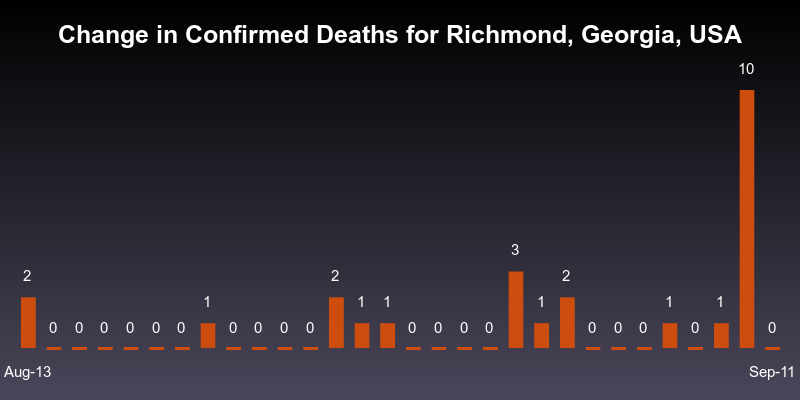 Change in Confirmed Deaths for Richmond, Georgia, USA
10
3
2 2 2
1 1 1 1 1 1
0 0 0 0 0 0 0 0 0 0 0 0 0 0 0 0 0 0 0
Aug-13 Sep-11